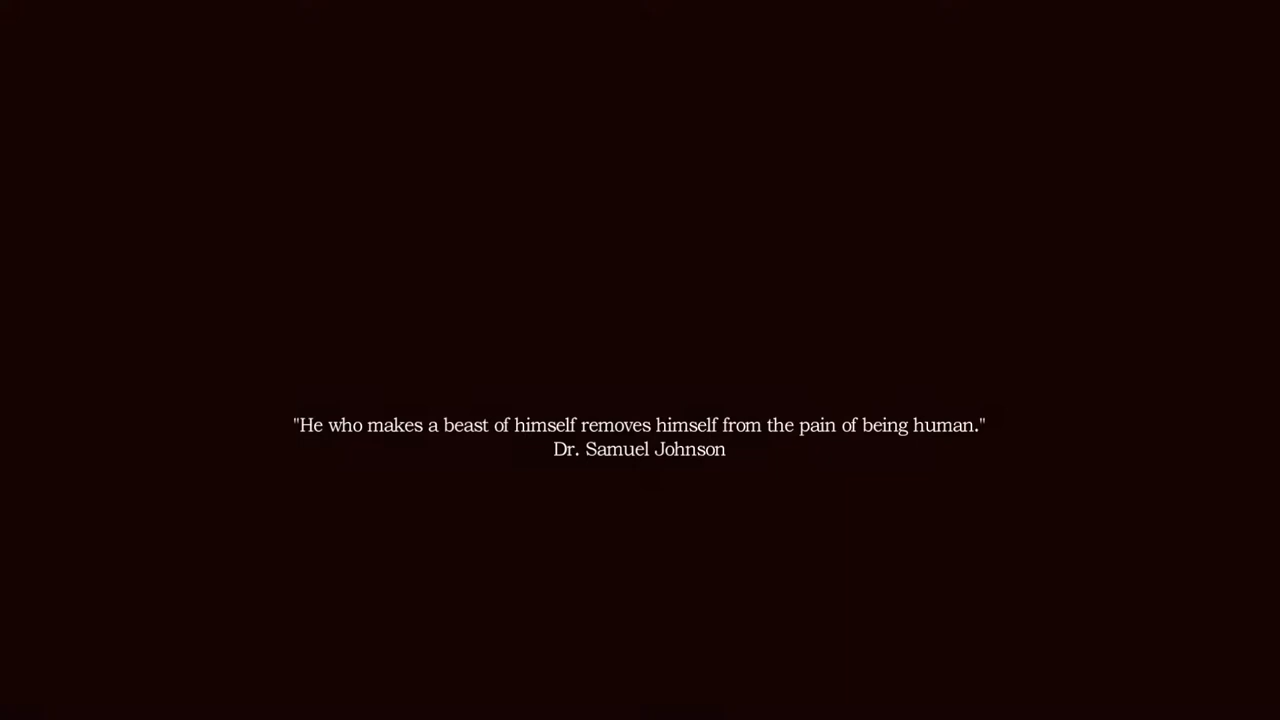 "He who makes a beast of himself removes himself from the pain of being human."
Dr. Samuel Johnson